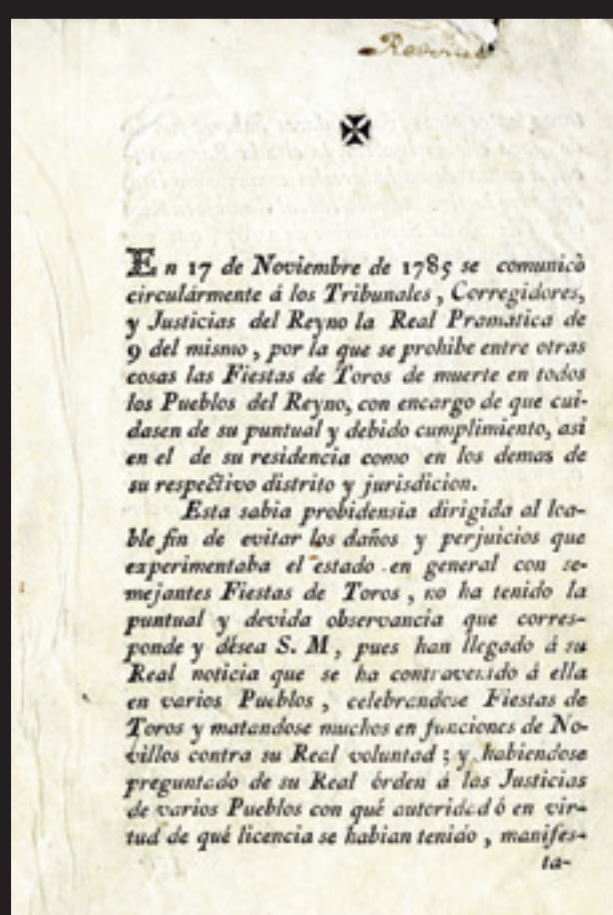 En 17 de Noviembre de 1785 se comunicò
circulármente á los Tribunales, Corregidores,
y Justicias del Reyno la Real Pramatica de
9 del mismo, por la que se prohibe entre otras
cosas las Fiestas de Toros de muerte en todos
los Pueblos del Reyno, con encargo de que cui-
dasen de su puntual y debido cumplimiento, asi
en el de su residencia como en los demas de
su respectivo distrito y jurisdicion.
Esta sabia probidensia dirigida al loa-
ble fin de evitar los daños y perjuicios que
experimentaba el estado en general con se-
mejantes Fiestas de Toros, no ha tenido la
puntual y devida observancia que corres-
ponde y désea S. M, pues han llegado á su
Real noticia que se ha contravenido á ella
en varios Pueblos, celebrandose Fiestas de
Toros y matandose muchos en funciones de No-
villos contra su Real voluntad; y habiendose
preguntado de su Real órden á las Justicias
de varios Pueblos con qué autoridad ó en vir-
tud de qué licencia se habian tenido, manifes-
ta-